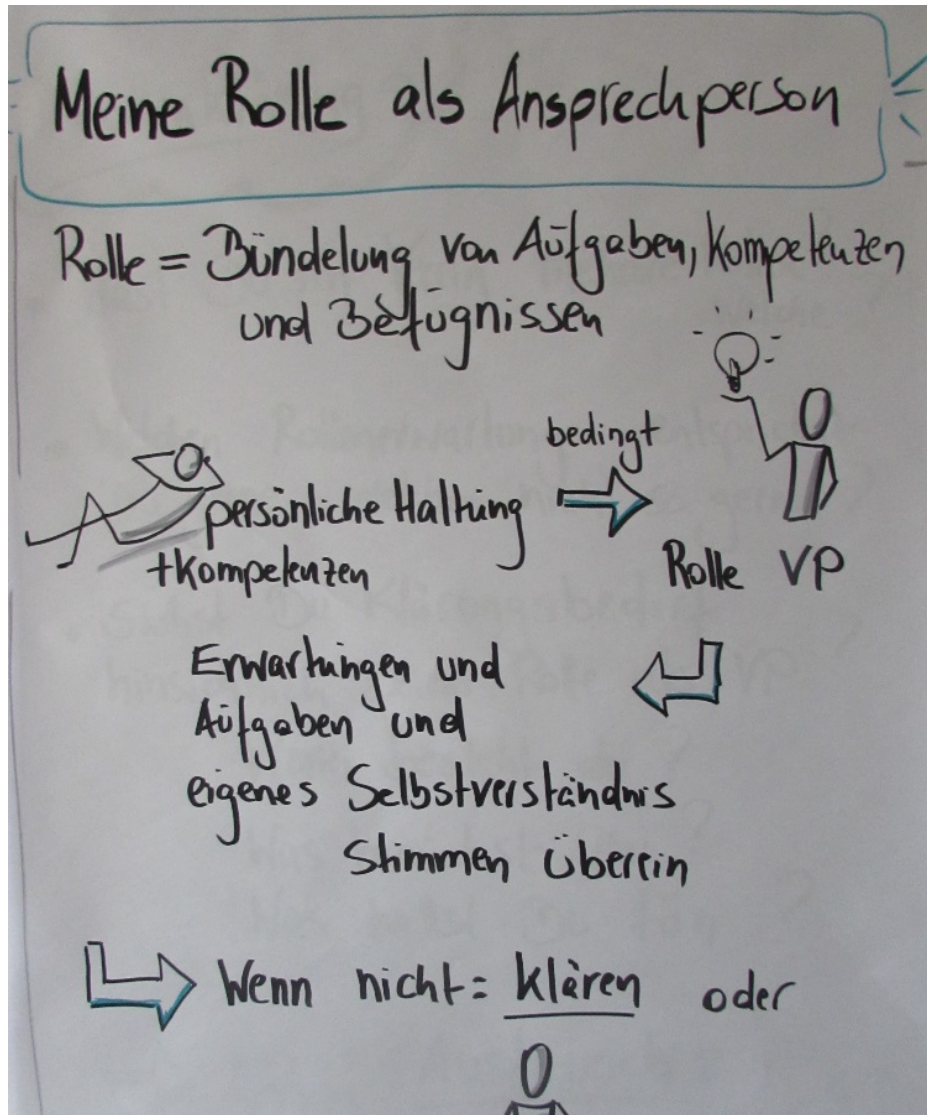 Meine Rolle als Ansprechperson
Rolle = Bündelung von Aufgaben, Kompetenzen
und Befugnissen
bedingt
persönliche Haltung
+Kompetenzen
Rolle VP
Erwartungen und
Aufgaben und
eigenes Selbstverständnis
Stimmen überein
Wenn nicht = klären oder